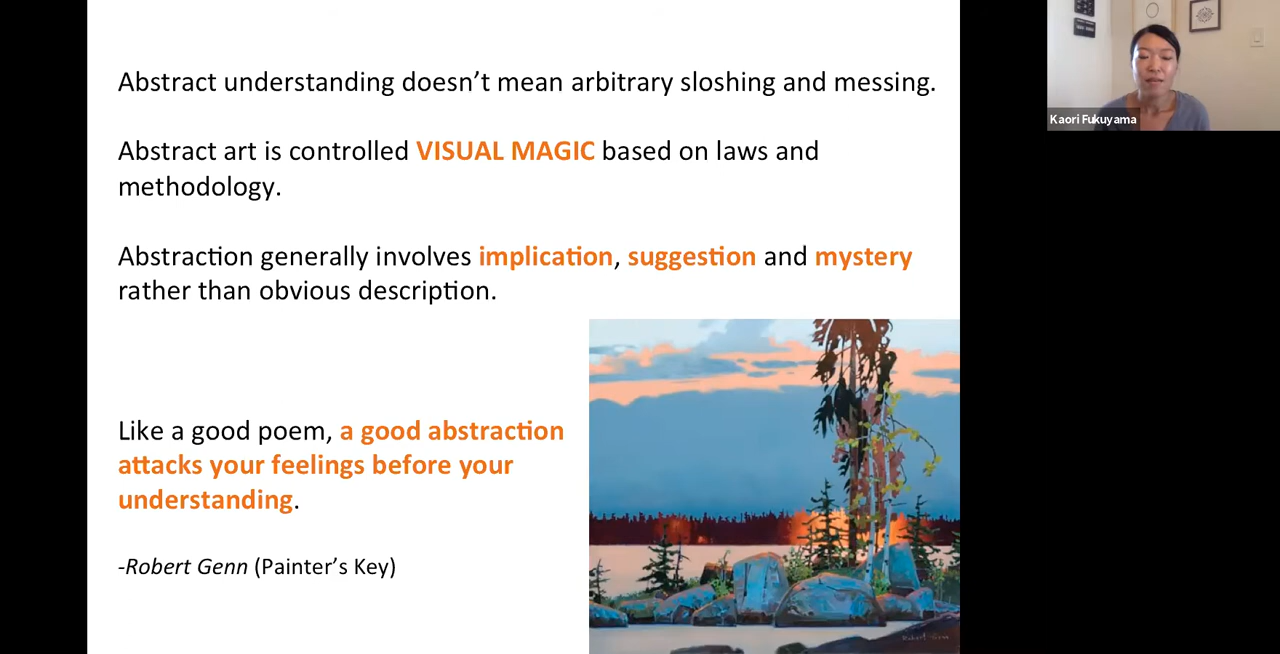 Abstract understanding doesn’t mean arbitrary sloshing and messing.
Abstract art is controlled VISUAL MAGIC based on laws and
methodology.
Abstraction generally involves implication, suggestion and mystery
rather than obvious description.
Like a good poem, a good abstraction
attacks your feelings before your
understanding.
-Robert Genn (Painter’s Key)
Kaori Fukuyama
Robert Genn